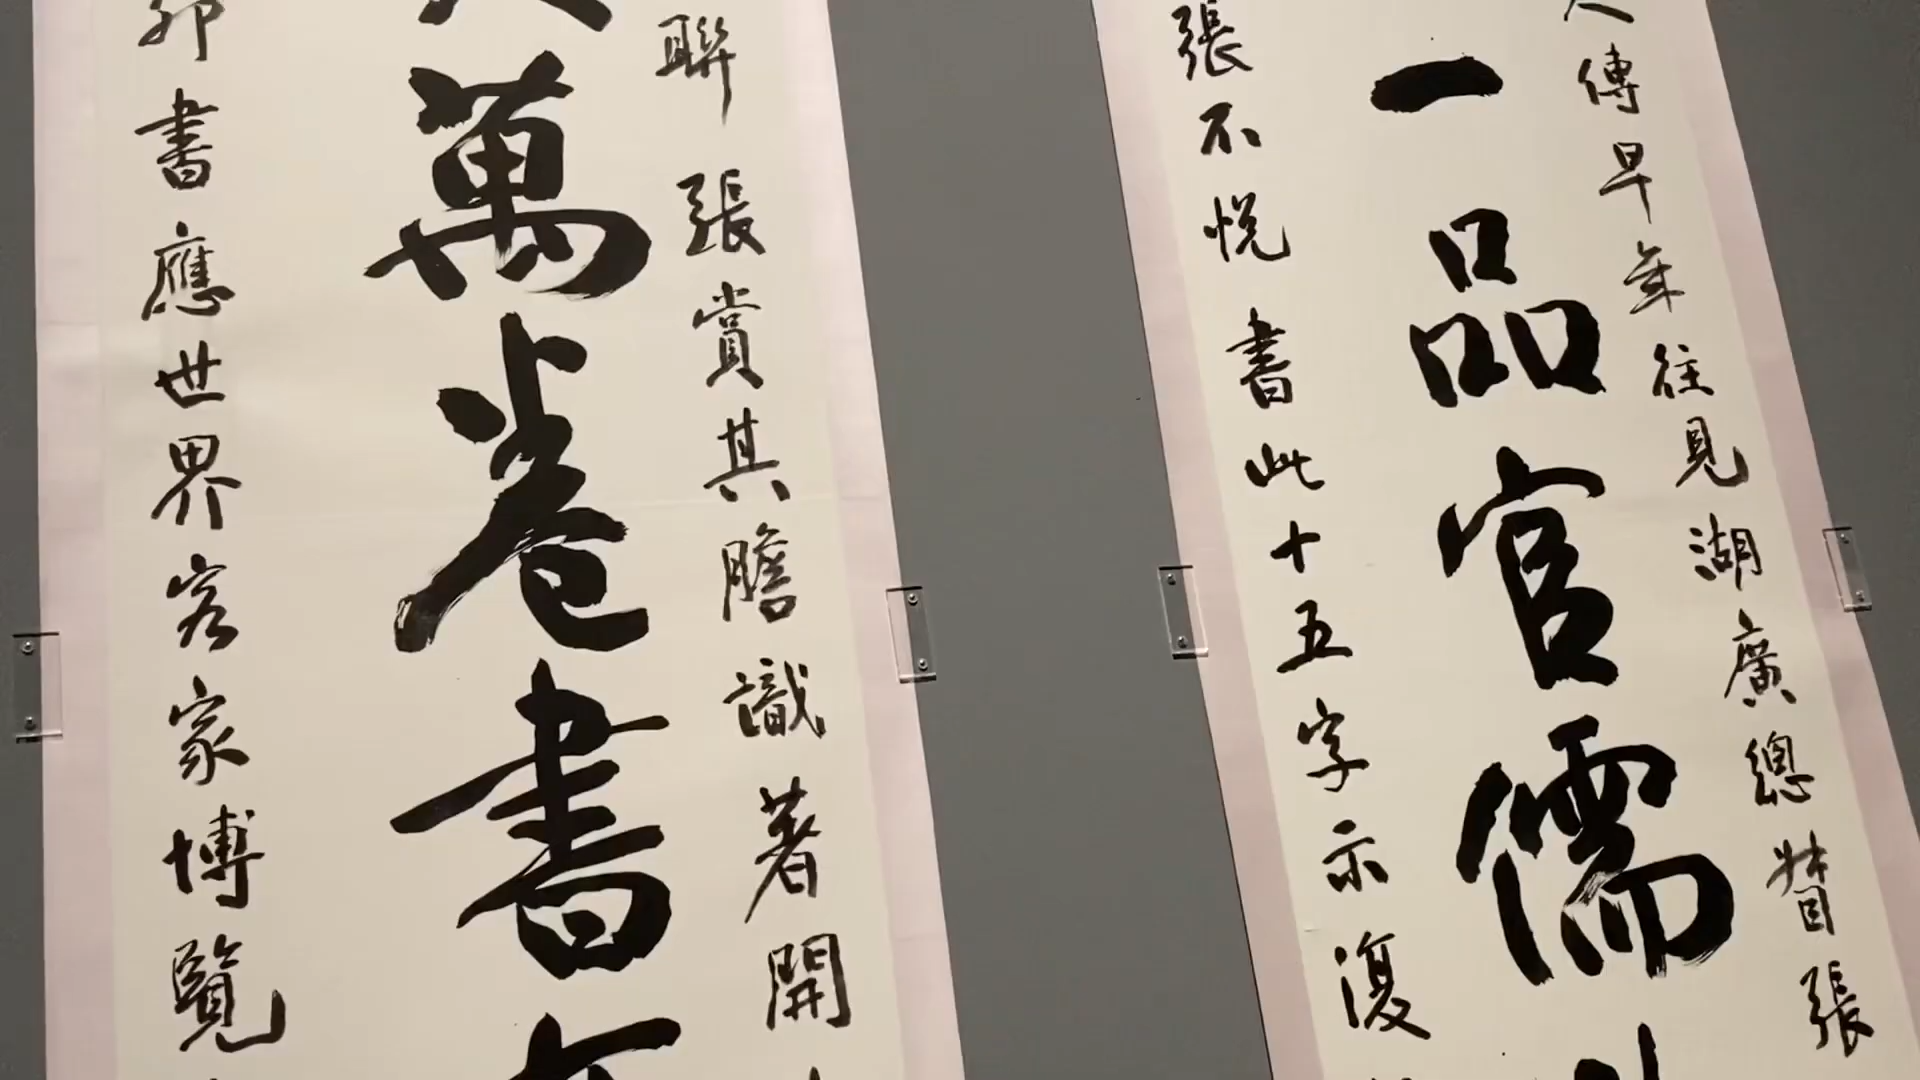 傳早年往見湖廣總督張
一品官儒
張不悦書此十五字示復
聯張賞其膽識著開
萬卷書
卯書應世界客家博覽